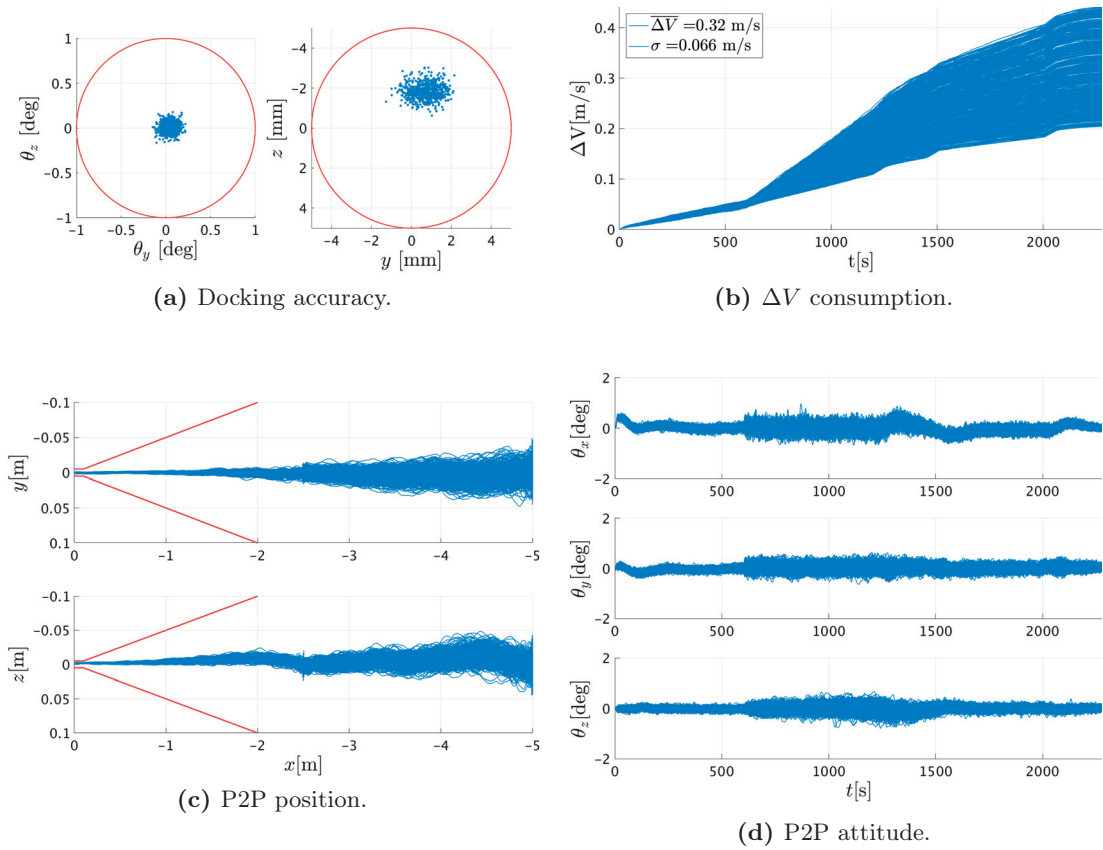 1
0.5
0
−0.5
−1
−1 −0.5 0 0.5 1
θz [deg]
θy [deg]
−4
−2
0
2
4
−4 −2 0 2 4
z [mm]
y [mm]
(a) Docking accuracy.
0.4
0.3
0.2
0.1
0
500 1000 1500 2000
ΔV[m/s]
t[s]
ΔV =0.32 m/s
σ =0.066 m/s
(b) ΔV consumption.
−0.1
−0.05
0
0.05
0.1
0 −1 −2 −3 −4 −5
y[m]
−0.1
−0.05
0
0.05
0.1
0 −1 −2 −3 −4 −5
z[m]
x[m]
(c) P2P position.
2
0
−2
0 500 1000 1500 2000
θx[deg]
2
0
−2
0 500 1000 1500 2000
θy[deg]
2
0
−2
0 500 1000 1500 2000
θz[deg]
t[s]
(d) P2P attitude.